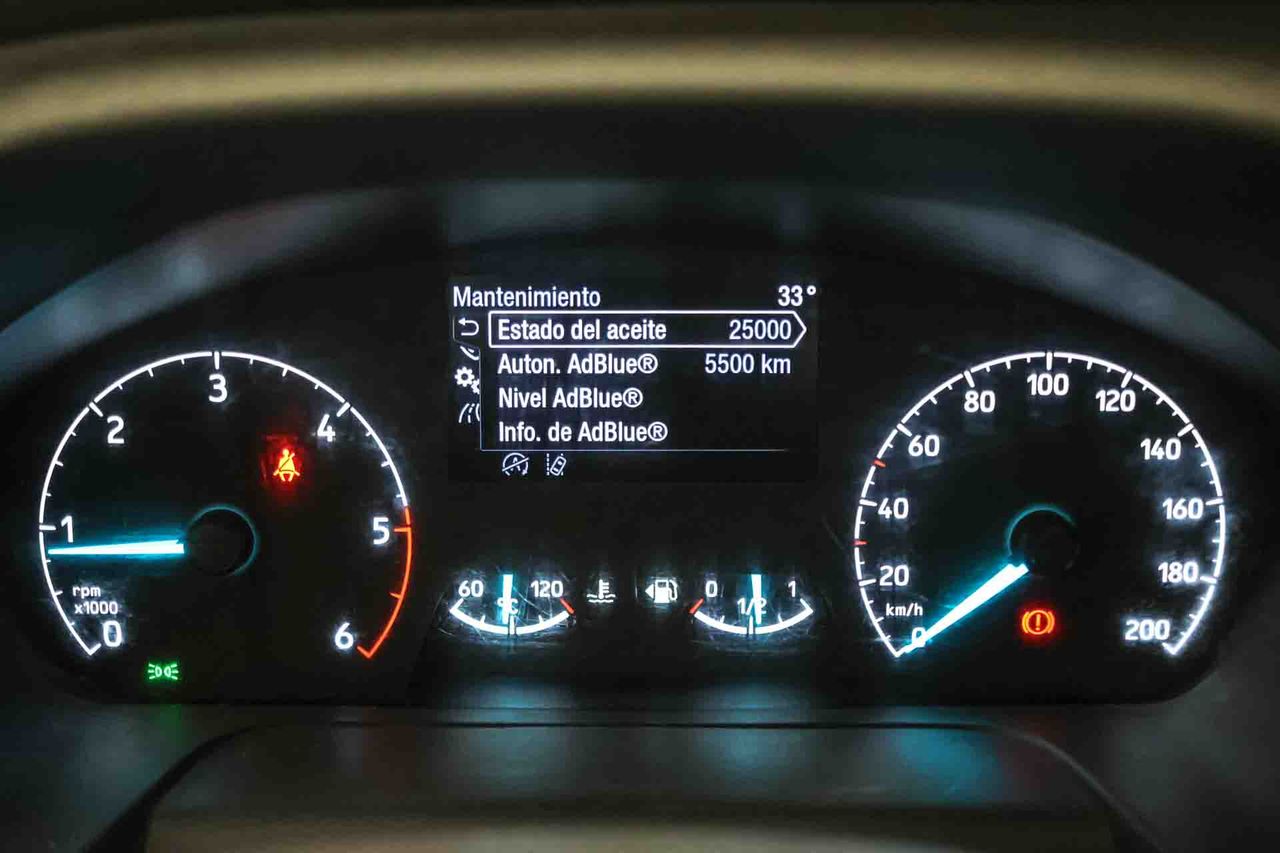 Mantenimiento 33°
Estado del aceite 25000
Auton. AdBlue® 5500 km
Nivel AdBlue®
Info. de AdBlue®
0
1
2
3
4
5
6
rpm
x1000
60 120
°C
0 1
1/2
0
20
40
60
80
100
120
140
160
180
200
km/h